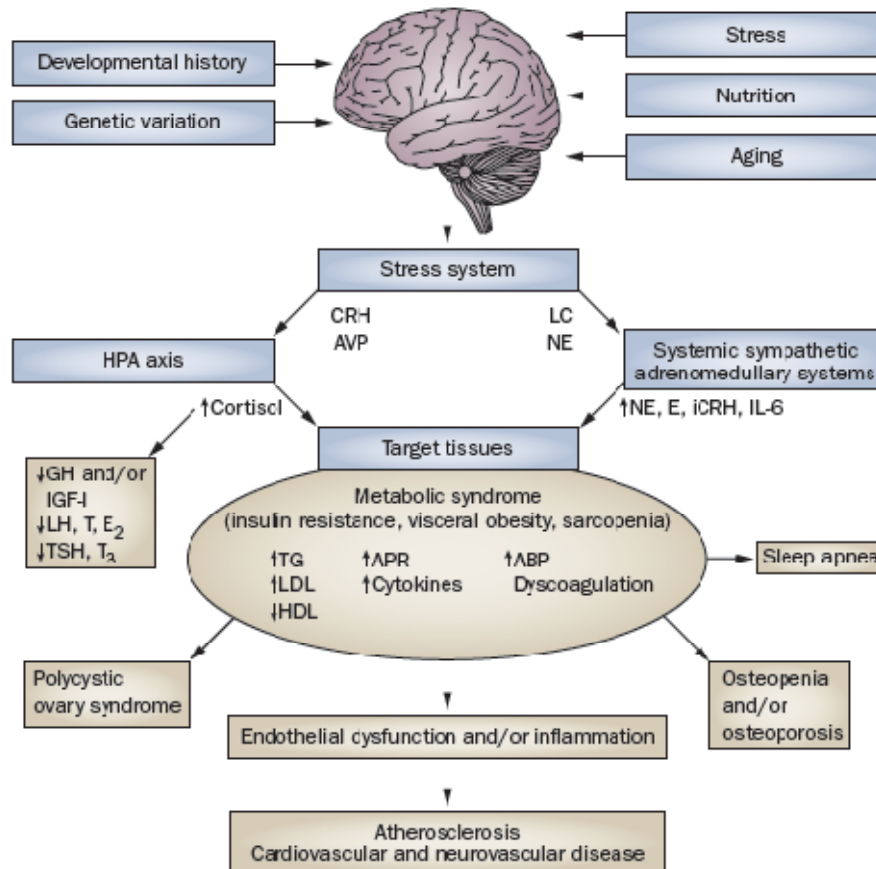 Developmental history
Genetic variation
Stress
Nutrition
Aging
Stress system
CRH
AVP
LC
NE
HPA axis
Systemic sympathetic
adrenomedullary systems
↑Cortisol
↑NE, E, iCRH, IL-6
Target tissues
↓GH and/or
IGF-I
↓LH, T, E₂
↓TSH, T₃
Metabolic syndrome
(insulin resistance, visceral obesity, sarcopenia)
↑TG ↑APR ↑ABP
↑LDL ↑Cytokines Dyscoagulation
↓HDL
Sleep apnea
Polycystic
ovary syndrome
Osteopenia
and/or
osteoporosis
Endothelial dysfunction and/or inflammation
Atherosclerosis
Cardiovascular and neurovascular disease